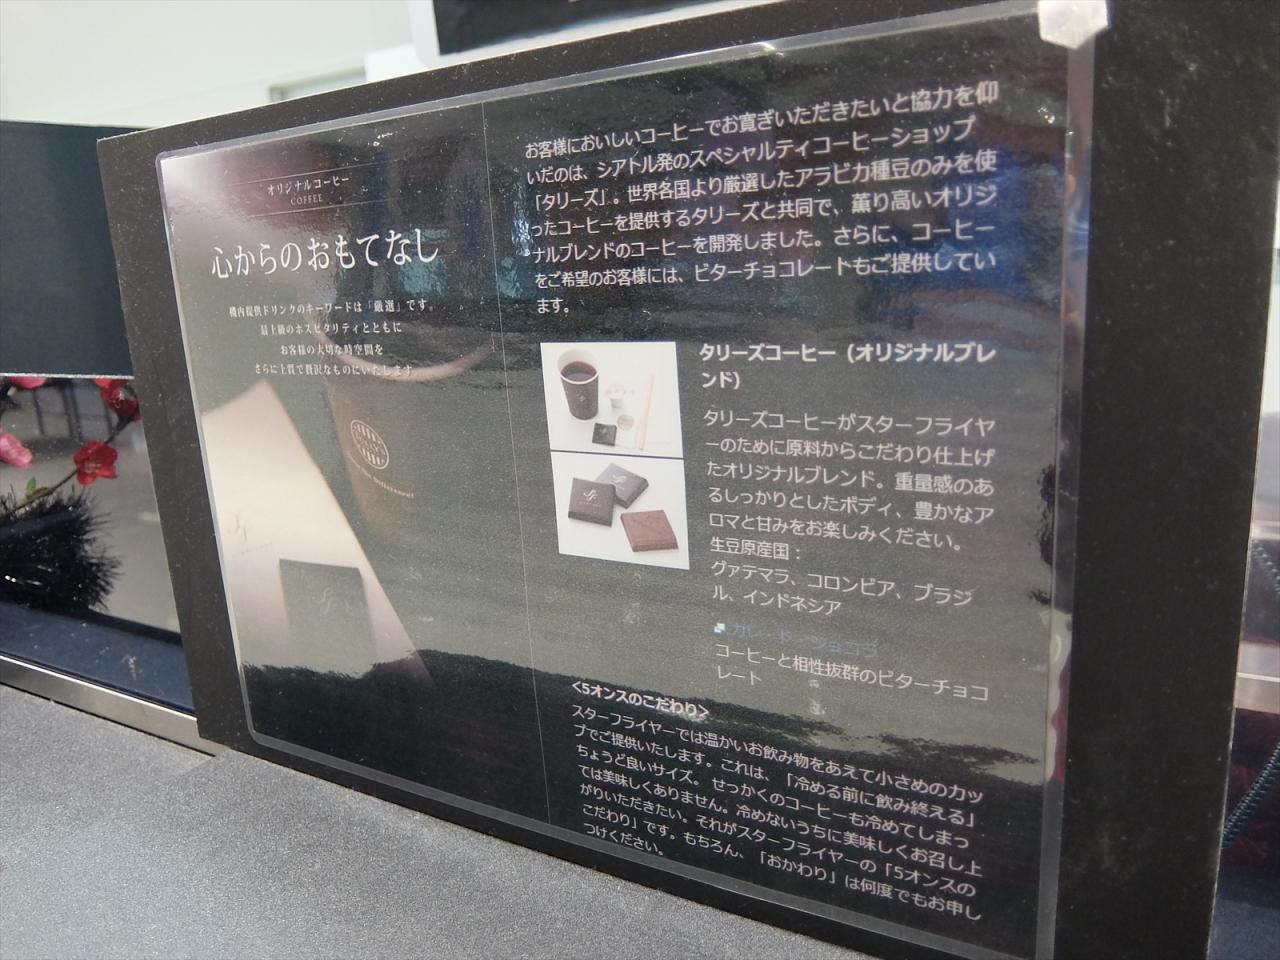 オリジナルコーヒー
COFFEE
心からのおもてなし
機内提供ドリンクのキーワードは「厳選」です。
最上級のホスピタリティとともに
お客様の大切な時空間を
さらに上質で贅沢なものにいたします
お客様においしいコーヒーでお寛ぎいただきたいと協力を仰
いだのは、シアトル発のスペシャルティコーヒーショップ
「タリーズ」。世界各国より厳選したアラビカ種豆のみを使
ったコーヒーを提供するタリーズと共同で、薫り高いオリジ
ナルブレンドのコーヒーを開発しました。さらに、コーヒー
をご希望のお客様には、ビターチョコレートもご提供してい
ます。
タリーズコーヒー（オリジナルブレ
ンド）
タリーズコーヒーがスターフライヤ
ーのために原料からこだわり仕上げ
たオリジナルブレンド。重量感のあ
るしっかりとしたボディ、豊かなア
ロマと甘みをお楽しみください。
生豆原産国：
グァテマラ、コロンビア、ブラジ
ル、インドネシア
カレ・ド・ショコラ
コーヒーと相性抜群のビターチョコ
レート
<5オンスのこだわり>
スターフライヤーでは温かいお飲み物をあえて小さめのカッ
プでご提供いたします。これは、「冷める前に飲み終える」
ちょうど良いサイズ。 せっかくのコーヒーも冷めてしまっ
ては美味しくありません。冷めないうちに美味しくお召し上
がりいただきたい。それがスターフライヤーの「5オンスの
こだわり」です。もちろん、「おかわり」は何度でもお申し
つけください。